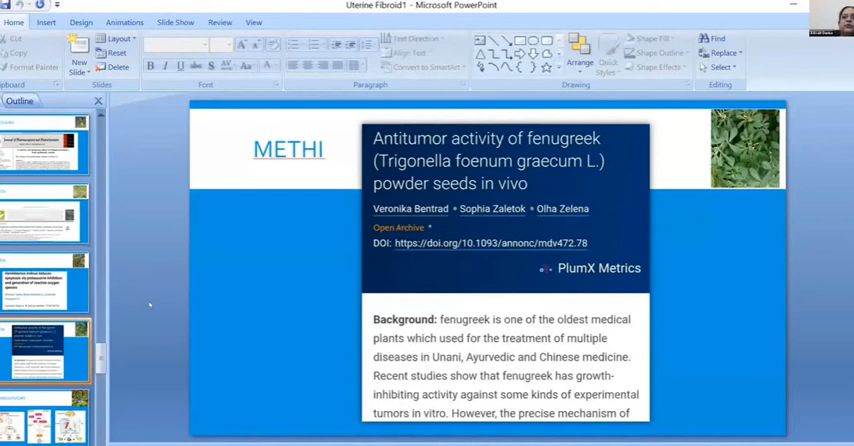 Uterine Fibroid1 - Microsoft PowerPoint
Home Insert Design Animations Slide Show Review View
Cut
Copy
Format Painter
Clipboard
New
Slide
Layout
Reset
Delete
Slides
B I U S
Font
Paragraph
Text Direction
Align Text
Convert to SmartArt
Arrange
Quick
Styles
Shape Fill
Shape Outline
Shape Effects
Drawing
Find
Replace
Select
Editing
Outline
METHI
Antitumor activity of fenugreek
(Trigonella foenum graecum L.)
powder seeds in vivo
Veronika Bentrad • Sophia Zaletok • Olha Zelena
Open Archive •
DOI: https://doi.org/10.1093/annonc/mdv472.78
PlumX Metrics
Background: fenugreek is one of the oldest medical
plants which used for the treatment of multiple
diseases in Unani, Ayurvedic and Chinese medicine.
Recent studies show that fenugreek has growth-
inhibiting activity against some kinds of experimental
tumors in vitro. However, the precise mechanism of